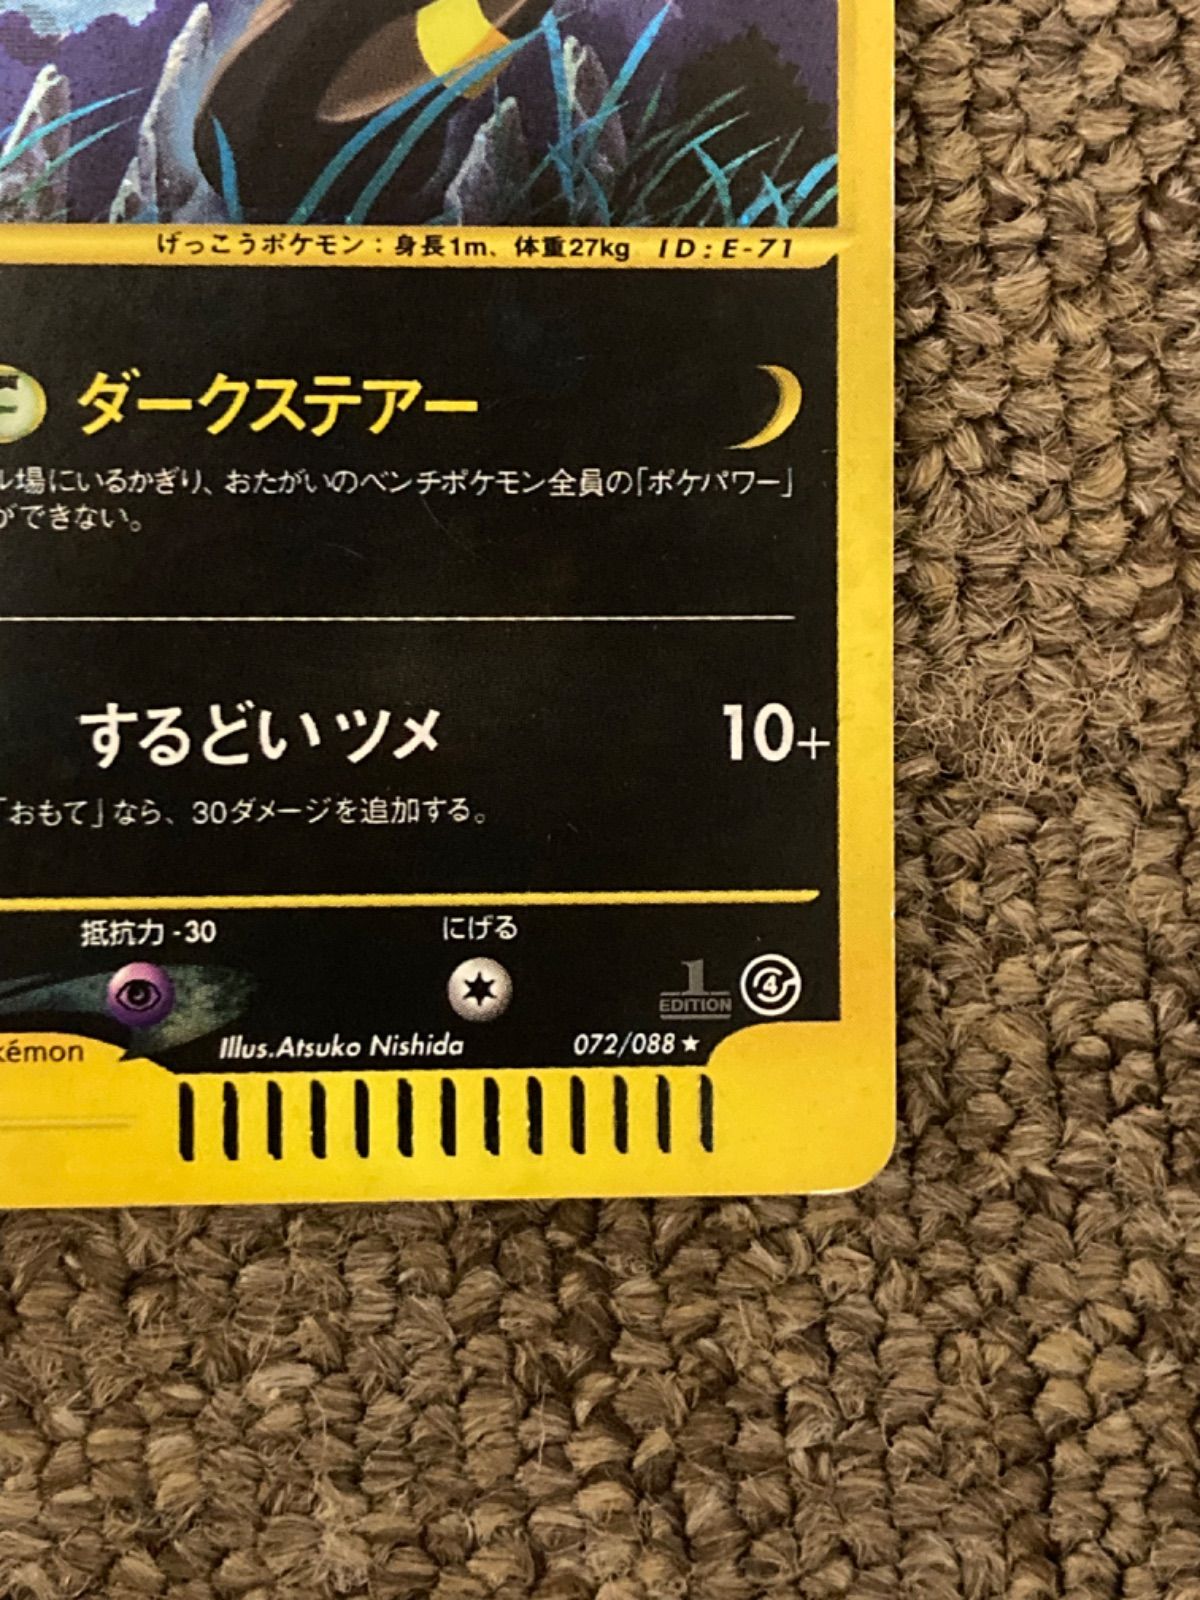 げっこうポケモン：身長1m、体重27kg ID:E-71
ダークステアー
ル場にいるかぎり、おたがいのベンチポケモン全員の「ポケパワー」
ができない。
するどいツメ 10+
「おもて」なら、30ダメージを追加する。
抵抗力 -30 にげる
1
EDITION
4
kémon Illus.Atsuko Nishida 072/088 ★